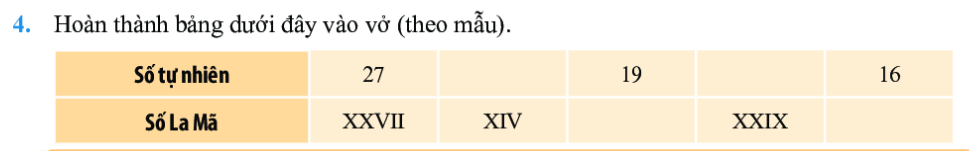 4. Hoàn thành bảng dưới đây vào vở (theo mẫu).
Số tự nhiên 27 19 16
Số La Mã XXVII XIV XXIX